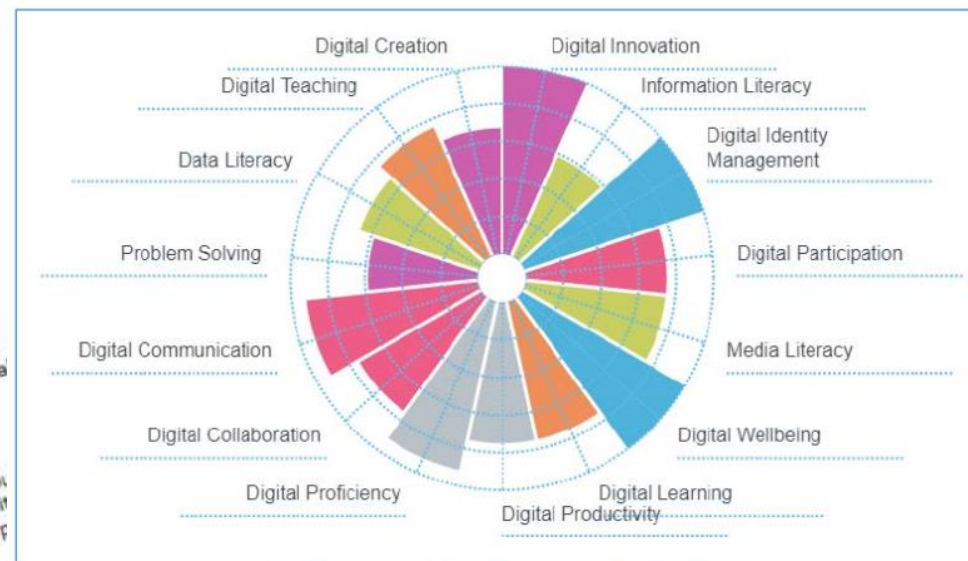 Digital Creation
Digital Innovation
Digital Teaching
Information Literacy
Digital Identity
Management
Data Literacy
Problem Solving
Digital Participation
Digital Communication
Media Literacy
Digital Collaboration
Digital Wellbeing
Digital Proficiency
Digital Learning
Digital Productivity